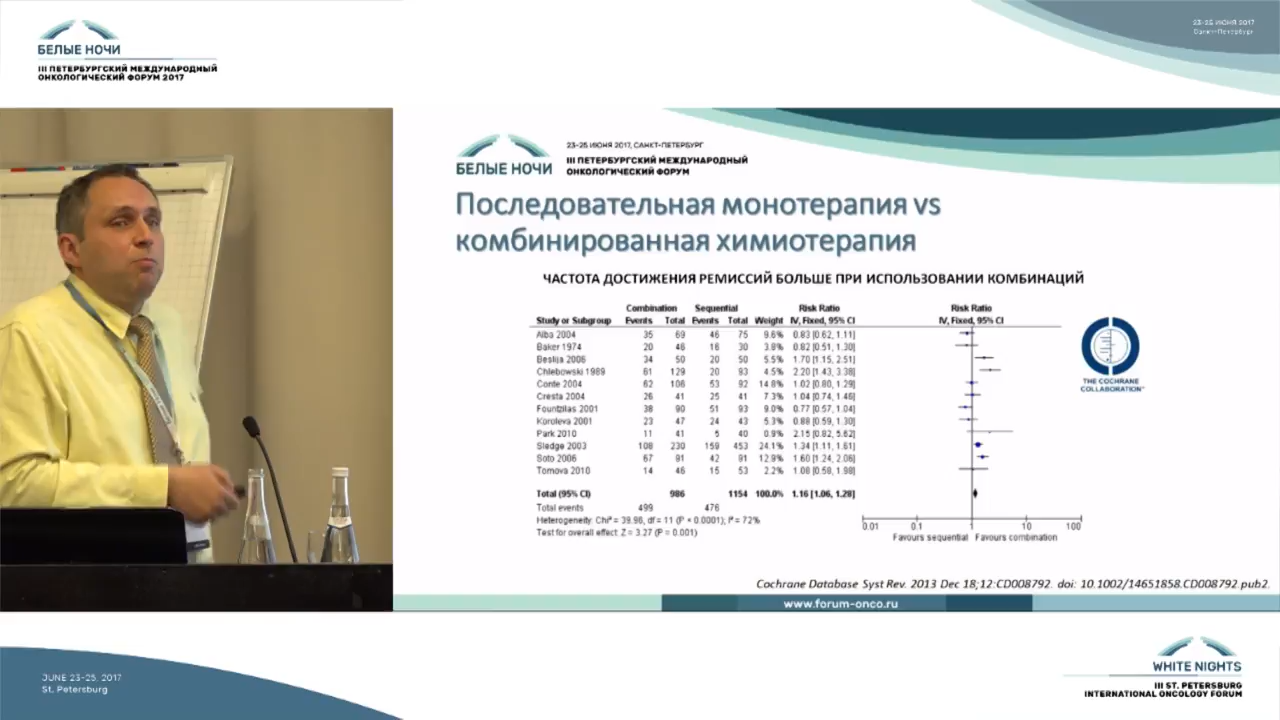 БЕЛЫЕ НОЧИ
III ПЕТЕРБУРГСКИЙ МЕЖДУНАРОДНЫЙ
ОНКОЛОГИЧЕСКИЙ ФОРУМ 2017
23-25 ИЮНЯ 2017
Санкт-Петербург
23-25 ИЮНЯ 2017, САНКТ-ПЕТЕРБУРГ
БЕЛЫЕ НОЧИ
III ПЕТЕРБУРГСКИЙ МЕЖДУНАРОДНЫЙ
ОНКОЛОГИЧЕСКИЙ ФОРУМ
Последовательная монотерапия vs
комбинированная химиотерапия
ЧАСТОТА ДОСТИЖЕНИЯ РЕМИССИЙ БОЛЬШЕ ПРИ ИСПОЛЬЗОВАНИИ КОМБИНАЦИЙ
Combination Sequential Risk Ratio Risk Ratio
Study or Subgroup Events Total Events Total Weight IV, Fixed, 95% CI IV, Fixed, 95% CI
Alba 2004 35 69 46 75 9.6% 0.83 [0.62, 1.11]
Baker 1974 20 46 16 30 3.8% 0.82 [0.51, 1.30]
Beslija 2006 34 50 20 50 5.5% 1.70 [1.15, 2.51]
Chlebowski 1989 61 129 20 93 4.5% 2.20 [1.43, 3.38]
Conte 2004 62 106 53 92 14.8% 1.02 [0.80, 1.29]
Cresta 2004 26 41 25 41 7.1% 1.04 [0.74, 1.46]
Fountzilas 2001 38 90 51 93 9.0% 0.77 [0.57, 1.04]
Koroleva 2001 23 47 24 43 5.3% 0.88 [0.59, 1.30]
Park 2010 11 41 5 40 0.9% 2.15 [0.82, 5.62]
Sledge 2003 108 230 159 453 24.1% 1.34 [1.11, 1.61]
Soto 2006 67 91 42 91 12.9% 1.60 [1.24, 2.06]
Tomova 2010 14 46 15 53 2.2% 1.08 [0.58, 1.98]
Total (95% CI) 986 1154 100.0% 1.16 [1.06, 1.28]
Total events 499 476
Heterogeneity: Chi² = 39.96, df = 11 (P < 0.0001); I² = 72%
Test for overall effect: Z = 3.27 (P = 0.001)
0.01 0.1 1 10 100
Favours sequential Favours combination
THE COCHRANE
COLLABORATION
Cochrane Database Syst Rev. 2013 Dec 18;12:CD008792. doi: 10.1002/14651858.CD008792.pub2.
www.forum-onco.ru
JUNE 23-25, 2017
St. Petersburg
WHITE NIGHTS
III ST. PETERSBURG
INTERNATIONAL ONCOLOGY FORUM